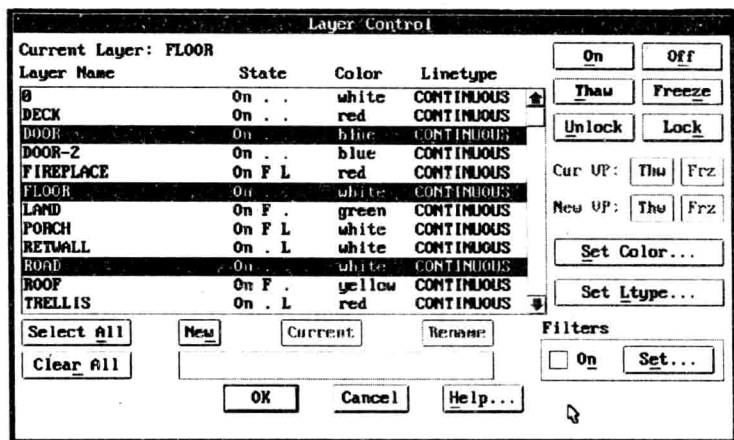 Layer Control
Current Layer: FLOOR
Layer Name State Color Linetype
0 On . . white CONTINUOUS
DECK On . . red CONTINUOUS
DOOR On . . blue CONTINUOUS
DOOR-2 On . . blue CONTINUOUS
FIREPLACE On F L red CONTINUOUS
FLOOR On . . white CONTINUOUS
LAND On F . green CONTINUOUS
PORCH On F L white CONTINUOUS
RETWALL On . L white CONTINUOUS
ROAD On . . white CONTINUOUS
ROOF On F . yellow CONTINUOUS
TRELLIS On . L red CONTINUOUS
On Off
Thaw Freeze
Unlock Lock
Cur VP: Thw Frz
New VP: Thw Frz
Set Color...
Set Ltype...
Filters
On Set...
Select All New Current Rename
Clear All
OK Cancel Help...